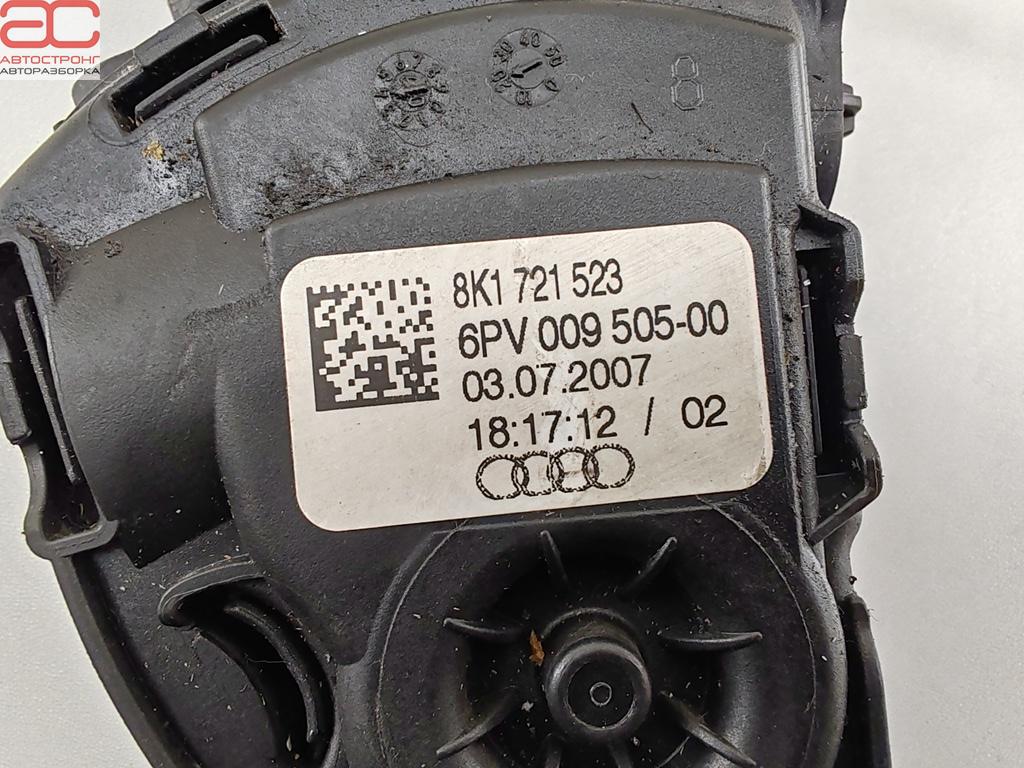 АС
АВТОСТРОНГ
АВТОРАЗБОРКА
8
8K1 721 523
6PV 009 505-00
03.07.2007
18:17:12 / 02